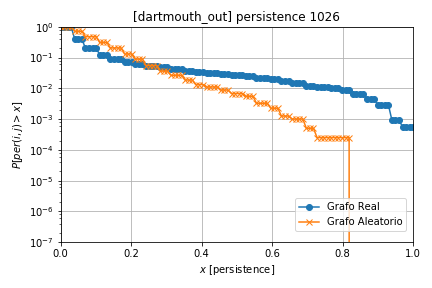 [dartmouth_out] persistence 1026
P[per(i, j) > x]
10^0
10^-1
10^-2
10^-3
10^-4
10^-5
10^-6
10^-7
Grafo Real
Grafo Aleatorio
0.0 0.2 0.4 0.6 0.8 1.0
x [persistence]